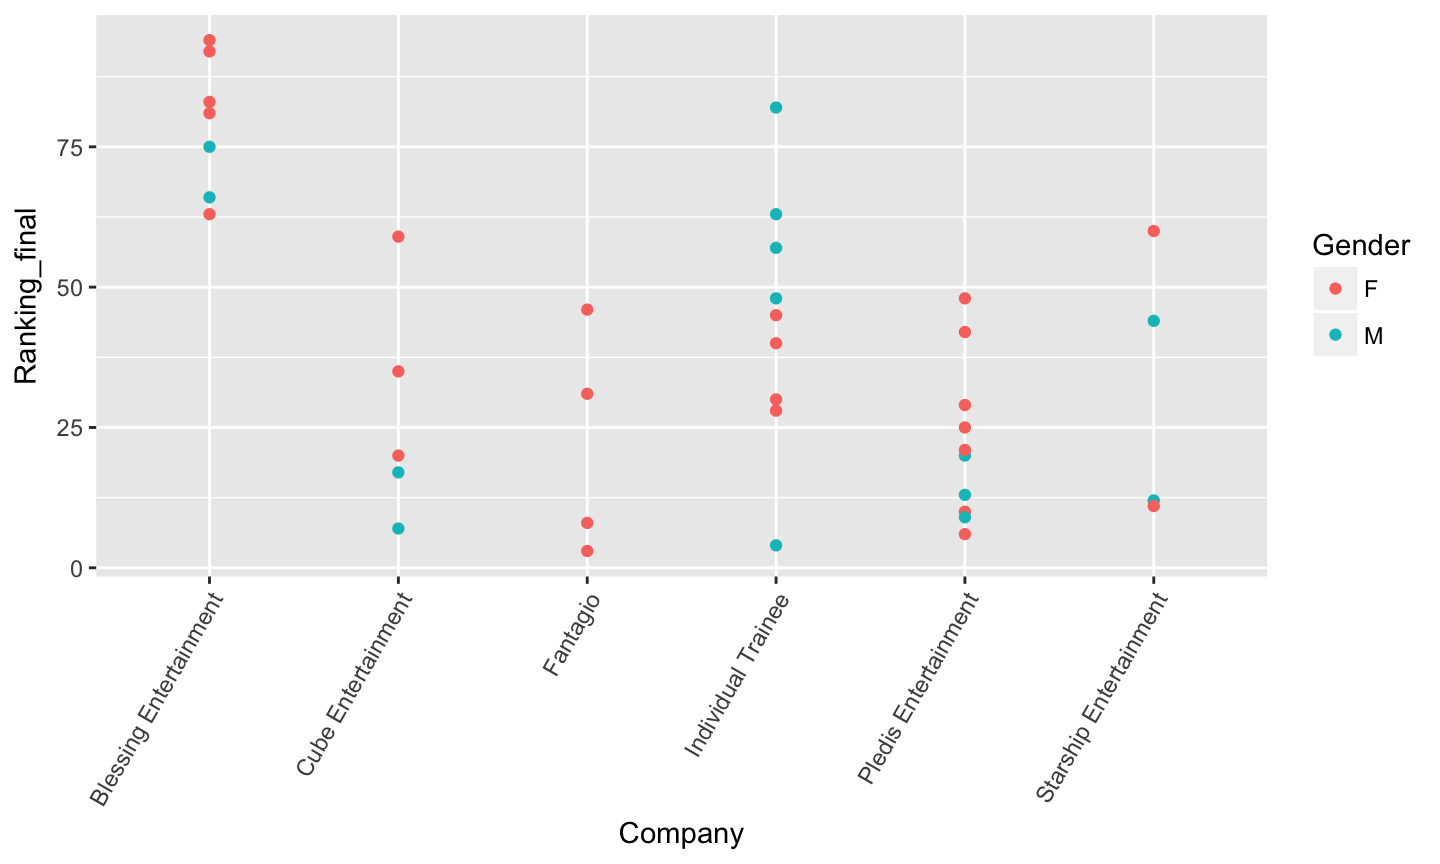 Ranking_final
75
50
25
0
Blessing Entertainment
Cube Entertainment
Fantagio
Individual Trainee
Pledis Entertainment
Starship Entertainment
Company
Gender
F
M